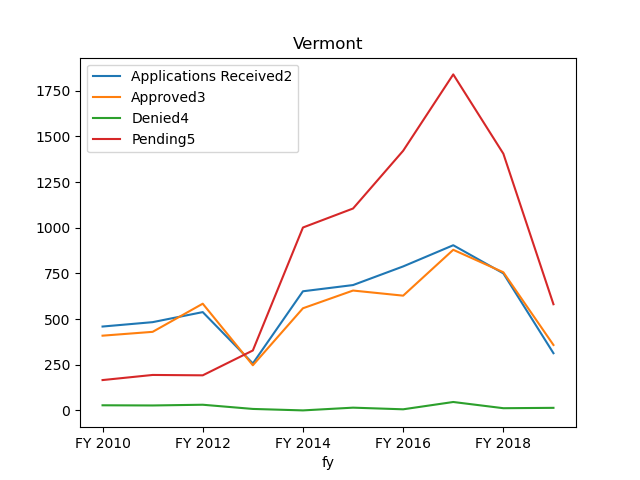 Vermont
Applications Received2
Approved3
Denied4
Pending5
1750
1500
1250
1000
750
500
250
0
FY 2010 FY 2012 FY 2014 FY 2016 FY 2018
fy